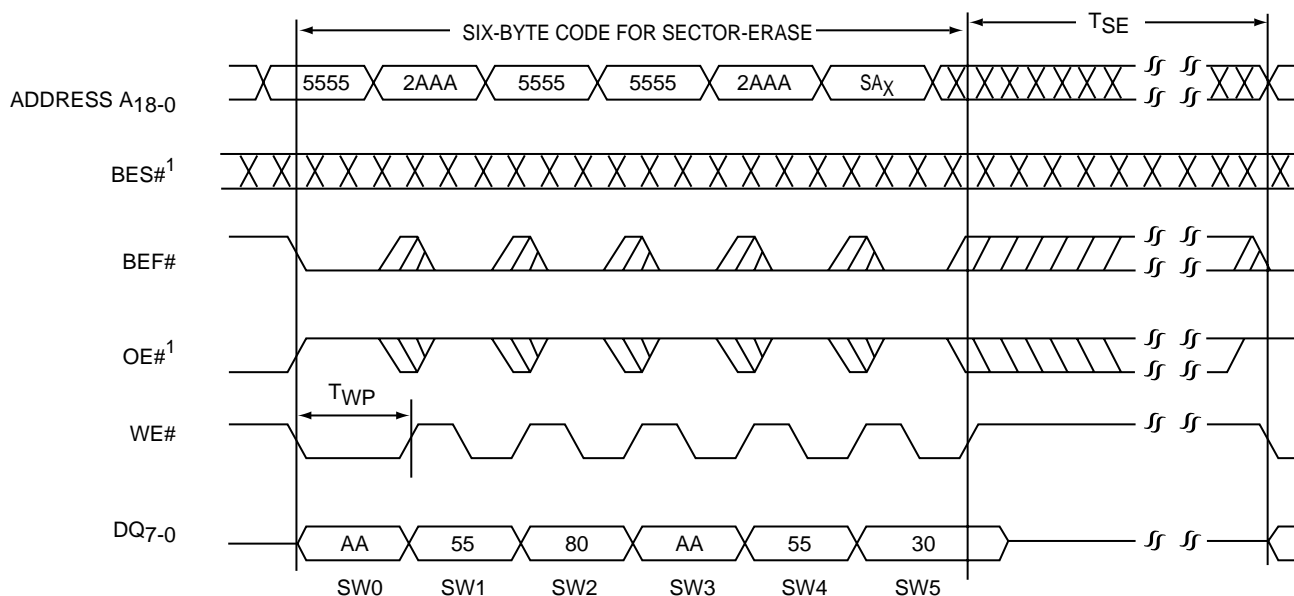 SIX-BYTE CODE FOR SECTOR-ERASE TSE
ADDRESS A18-0 5555 2AAA 5555 5555 2AAA SAX
BES#1
BEF#
OE#1
TWP
WE#
DQ7-0 AA 55 80 AA 55 30
SW0 SW1 SW2 SW3 SW4 SW5